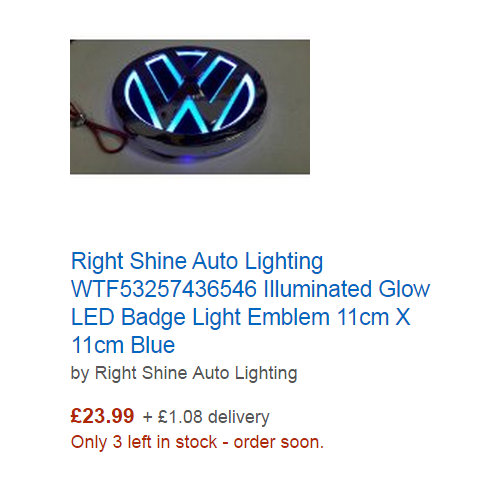 Right Shine Auto Lighting
WTF53257436546 Illuminated Glow
LED Badge Light Emblem 11cm X
11cm Blue
by Right Shine Auto Lighting
£23.99 + £1.08 delivery
Only 3 left in stock - order soon.